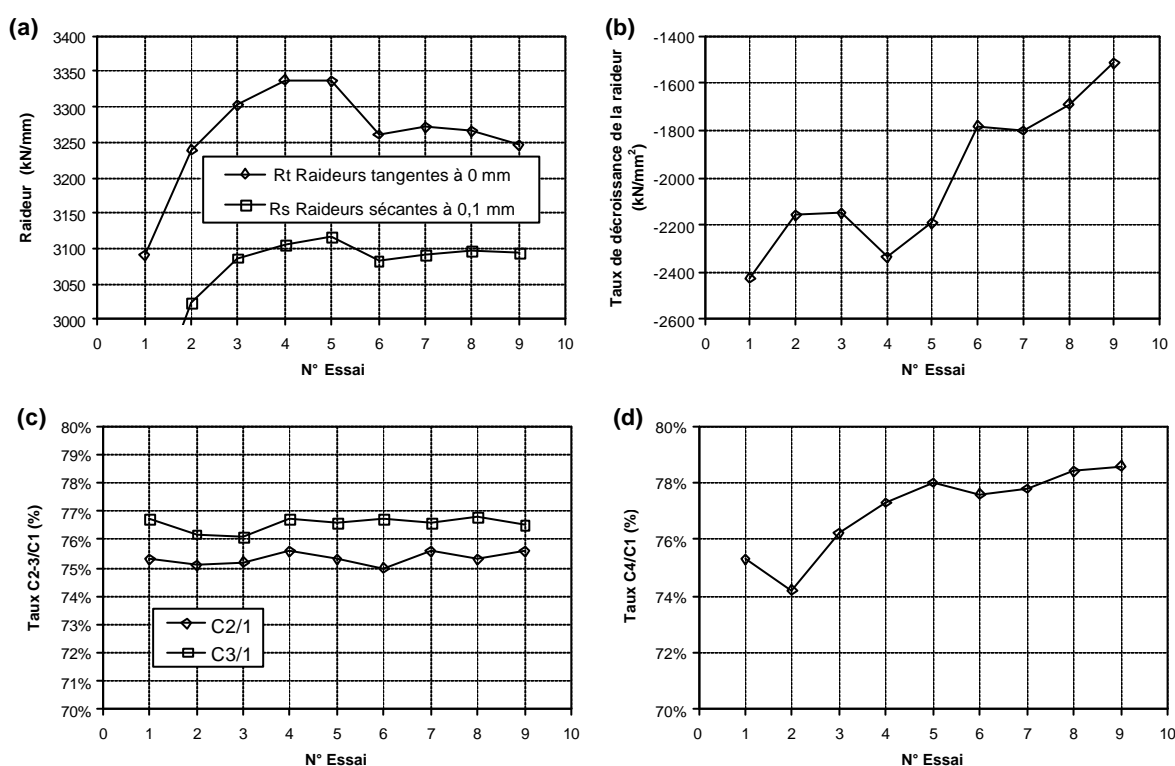 (a)
Raideur (kN/mm)
3400
3350
3300
3250
3200
3150
3100
3050
3000
Rt Raideurs tangentes à 0 mm
Rs Raideurs sécantes à 0,1 mm
0 1 2 3 4 5 6 7 8 9 10
N° Essai
(b)
Taux de décroissance de la raideur
(kN/mm²)
-1400
-1600
-1800
-2000
-2200
-2400
-2600
0 1 2 3 4 5 6 7 8 9 10
N° Essai
(c)
Taux C2-3/C1 (%)
80%
79%
78%
77%
76%
75%
74%
73%
72%
71%
70%
C2/1
C3/1
0 1 2 3 4 5 6 7 8 9 10
N° Essai
(d)
Taux C4/C1 (%)
80%
78%
76%
74%
72%
70%
0 1 2 3 4 5 6 7 8 9 10
N° Essai